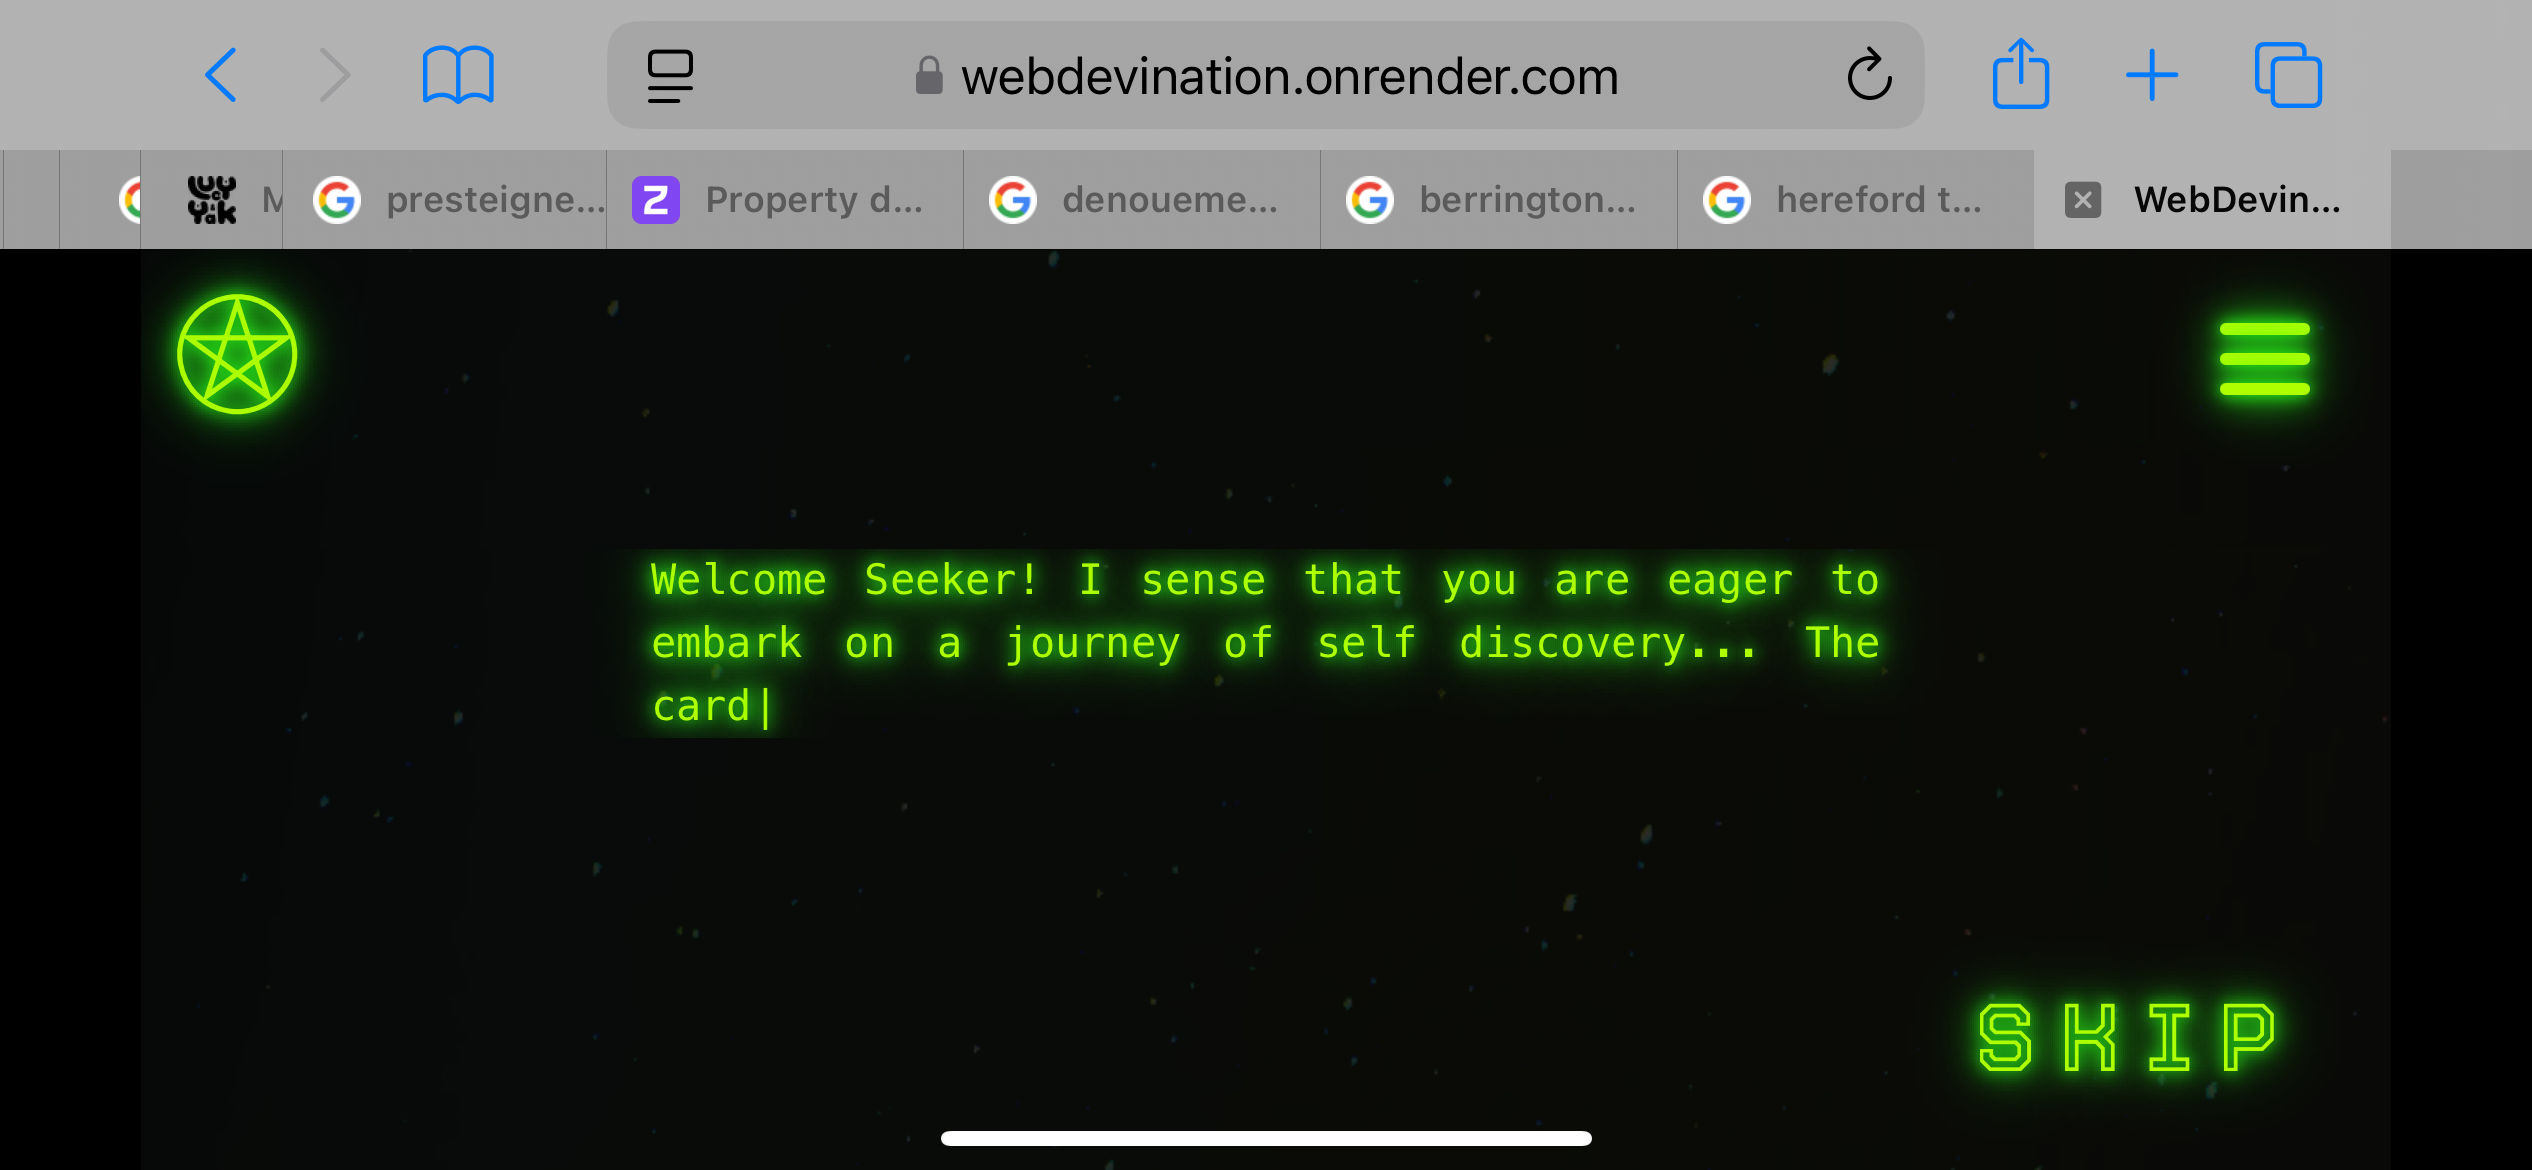 webdevination.onrender.com
M
presteigne...
Property d...
denoueme...
berrington...
hereford t...
WebDevin...
Welcome Seeker! I sense that you are eager to
embark on a journey of self discovery... The
card|
SKIP